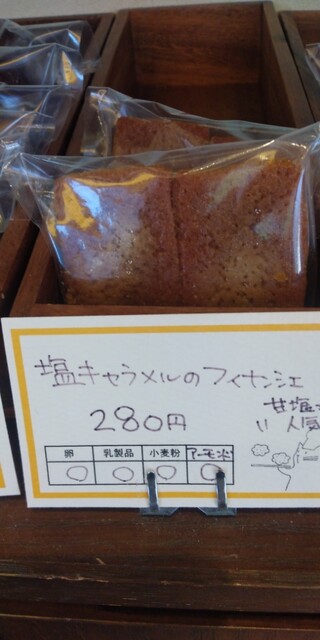 塩キャラメルのフィナンシェ
280円
甘塩
い 人気
卵 乳製品 小麦粉 アーモンド
○ ○ ○ ○